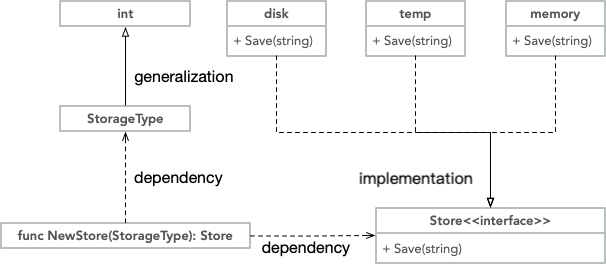 int
disk
temp
memory
+ Save(string)
+ Save(string)
+ Save(string)
generalization
StorageType
dependency
implementation
func NewStore(StorageType): Store
dependency
Store<<interface>>
+ Save(string)